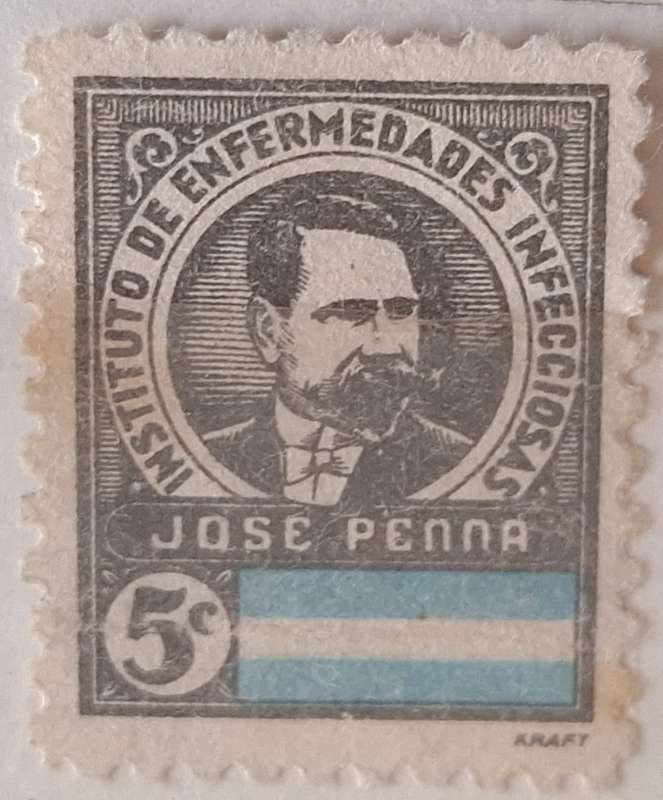 INSTITUTO DE ENFERMEDADES INFECCIOSAS
JOSE PENNA
5c
KRAFT